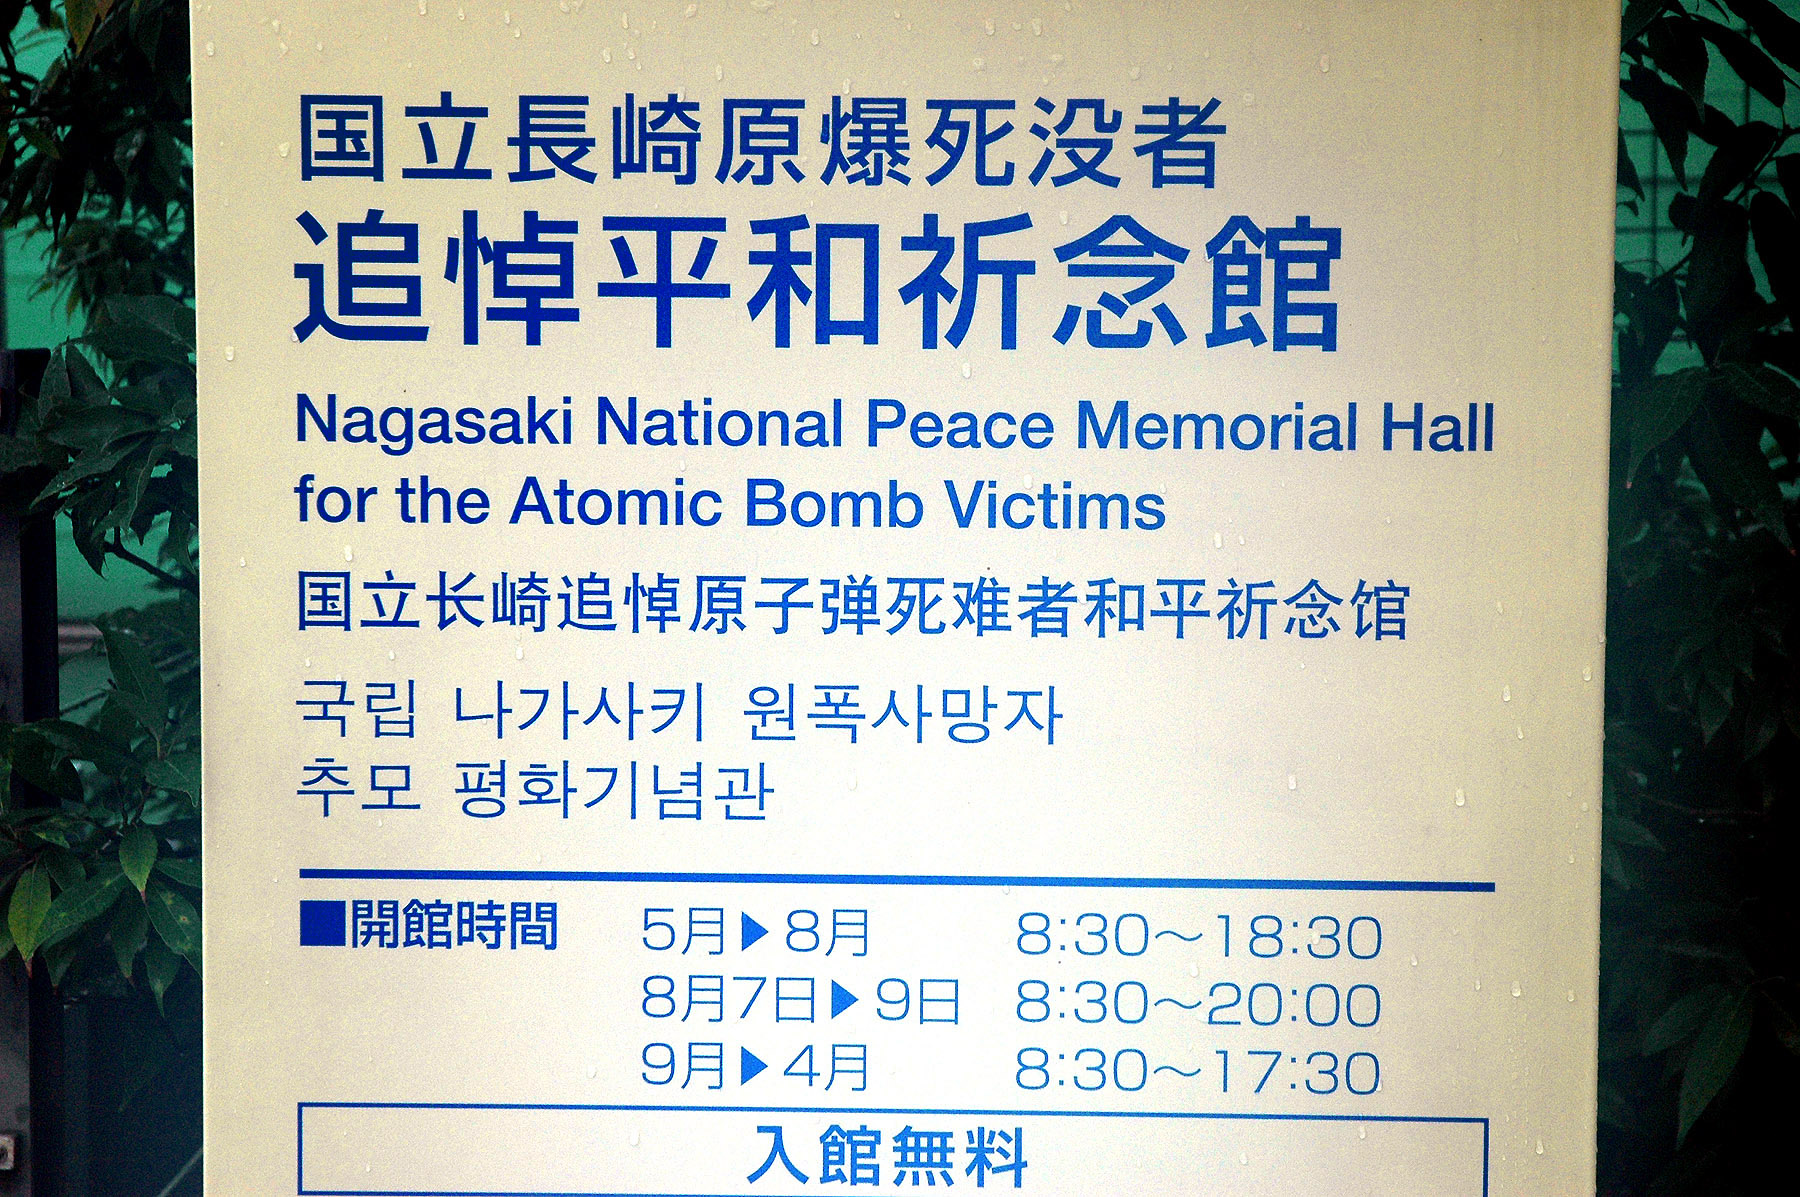 国立長崎原爆死没者
追悼平和祈念館
Nagasaki National Peace Memorial Hall
for the Atomic Bomb Victims
国立长崎追悼原子弹死难者和平祈念馆
국립 나가사키 원폭사망자
추모 평화기념관
■開館時間 5月▶8月 8:30〜18:30
8月7日▶9日 8:30〜20:00
9月▶4月 8:30〜17:30
入館無料